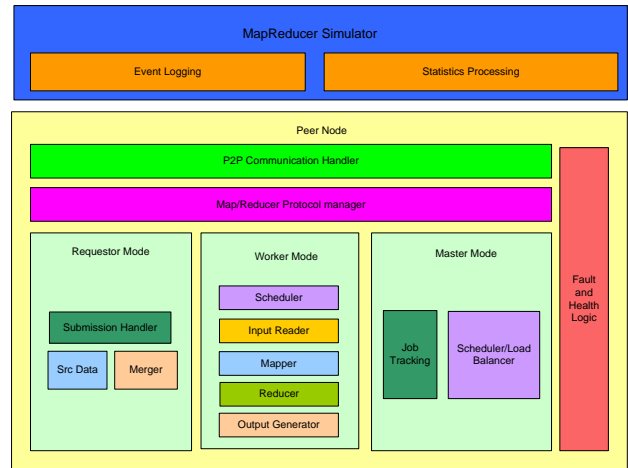 MapReducer Simulator
Event Logging
Statistics Processing
Peer Node
P2P Communication Handler
Map/Reducer Protocol manager
Requestor Mode
Submission Handler
Src Data
Merger
Worker Mode
Scheduler
Input Reader
Mapper
Reducer
Output Generator
Master Mode
Job
Tracking
Scheduler/Load
Balancer
Fault
and
Health
Logic